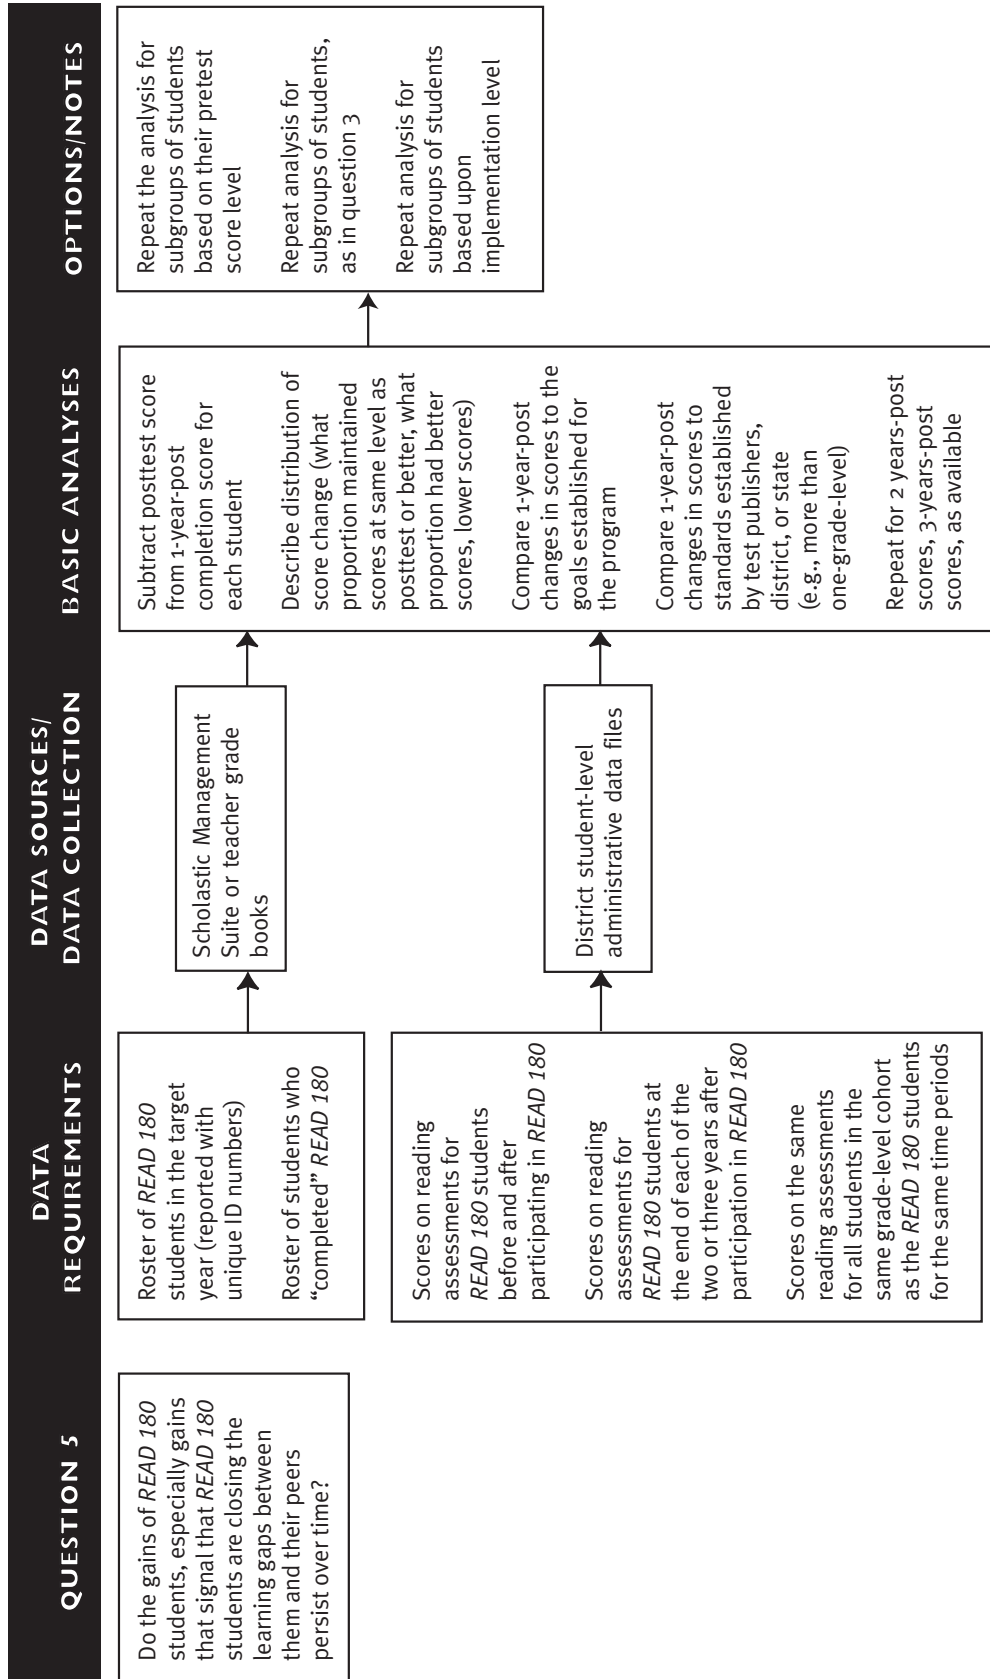 QUESTION 5
Do the gains of READ 180
students, especially gains
that signal that READ 180
students are closing the
learning gaps between
them and their peers
persist over time?
DATA
REQUIREMENTS
Roster of READ 180
students in the target
year (reported with
unique ID numbers)
Roster of students who
“completed” READ 180
Scores on reading
assessments for
READ 180 students
before and after
participating in READ 180
Scores on reading
assessments for
READ 180 students at
the end of each of the
two or three years after
participation in READ 180
Scores on the same
reading assessments
for all students in the
same grade-level cohort
as the READ 180 students
for the same time periods
DATA SOURCES/
DATA COLLECTION
Scholastic Management
Suite or teacher grade
books
District student-level
administrative data files
BASIC ANALYSES
Subtract posttest score
from 1-year-post
completion score for
each student
Describe distribution of
score change (what
proportion maintained
scores at same level as
posttest or better, what
proportion had better
scores, lower scores)
Compare 1-year-post
changes in scores to the
goals established for
the program
Compare 1-year-post
changes in scores to
standards established
by test publishers,
district, or state
(e.g., more than
one-grade-level)
Repeat for 2 years-post
scores, 3-years-post
scores, as available
OPTIONS/NOTES
Repeat the analysis for
subgroups of students
based on their pretest
score level
Repeat analysis for
subgroups of students,
as in question 3
Repeat analysis for
subgroups of students
based upon
implementation level